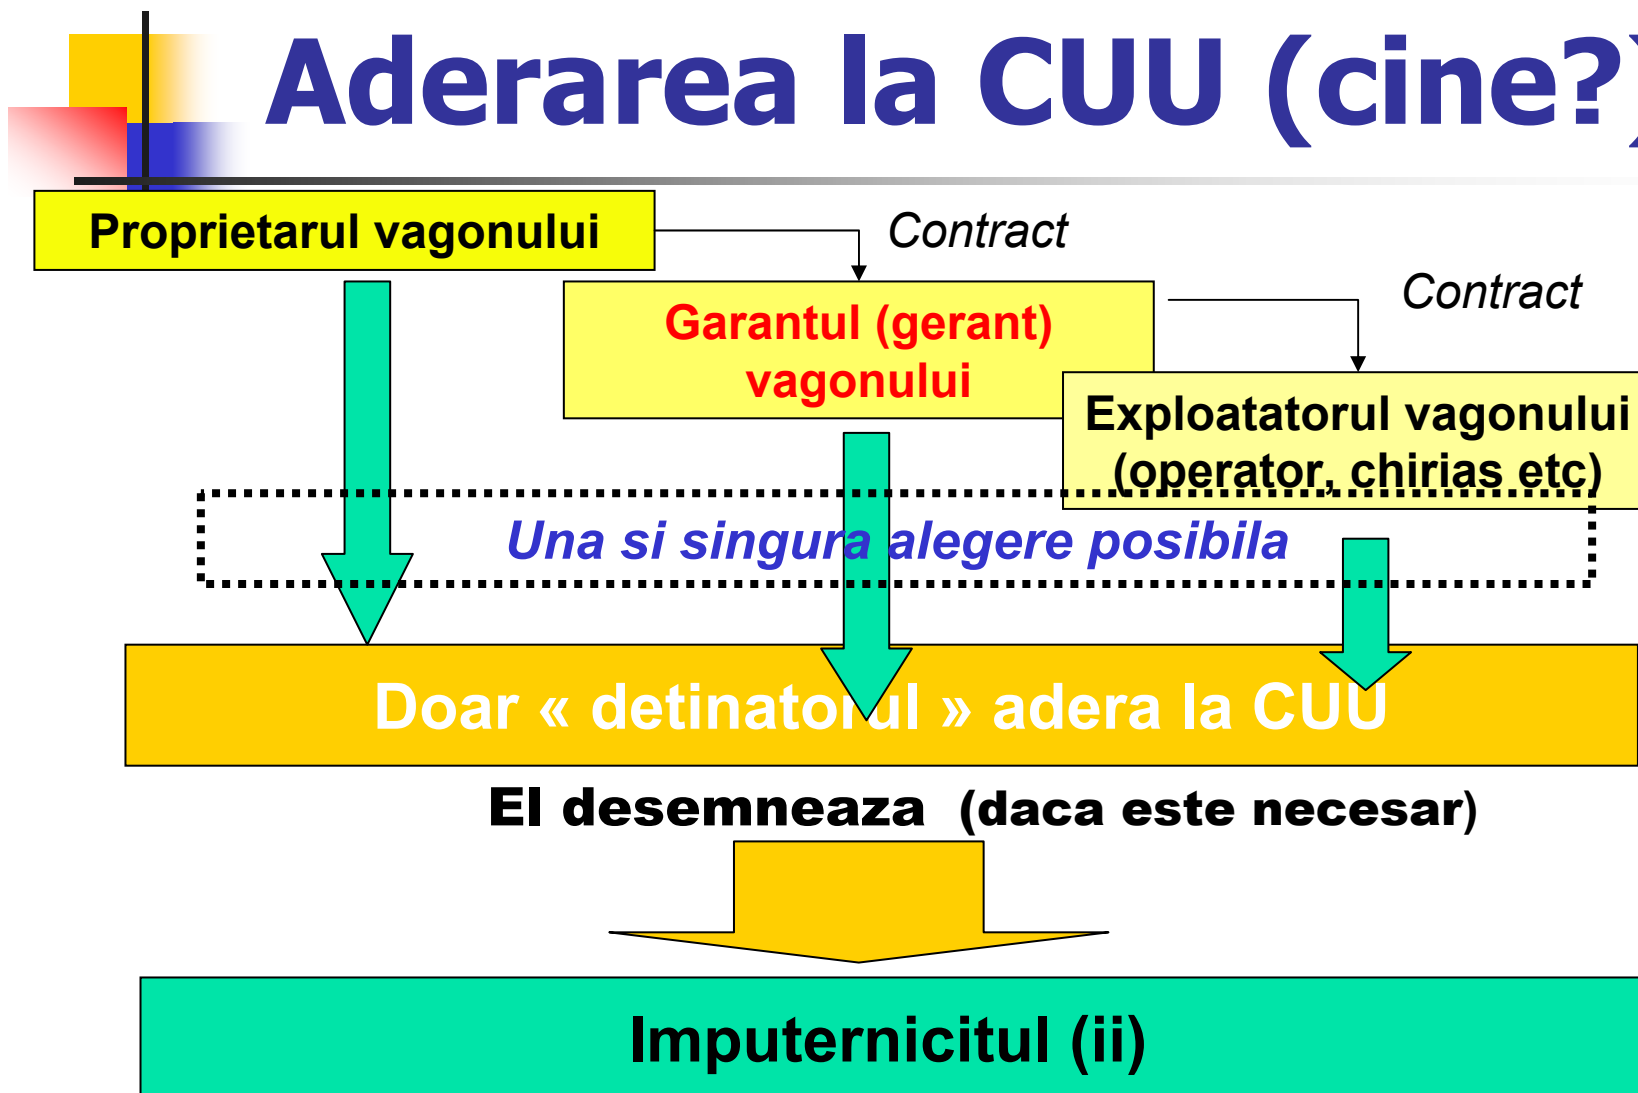 Aderarea la CUU (cine?)
Proprietarul vagonului
Contract
Contract
Garantul (gerant)
vagonului
Exploatatorul vagonului
(operator, chirias etc)
Una si singura alegere posibila
Doar « detinatorul » adera la CUU
El desemneaza (daca este necesar)
Imputernicitul (ii)